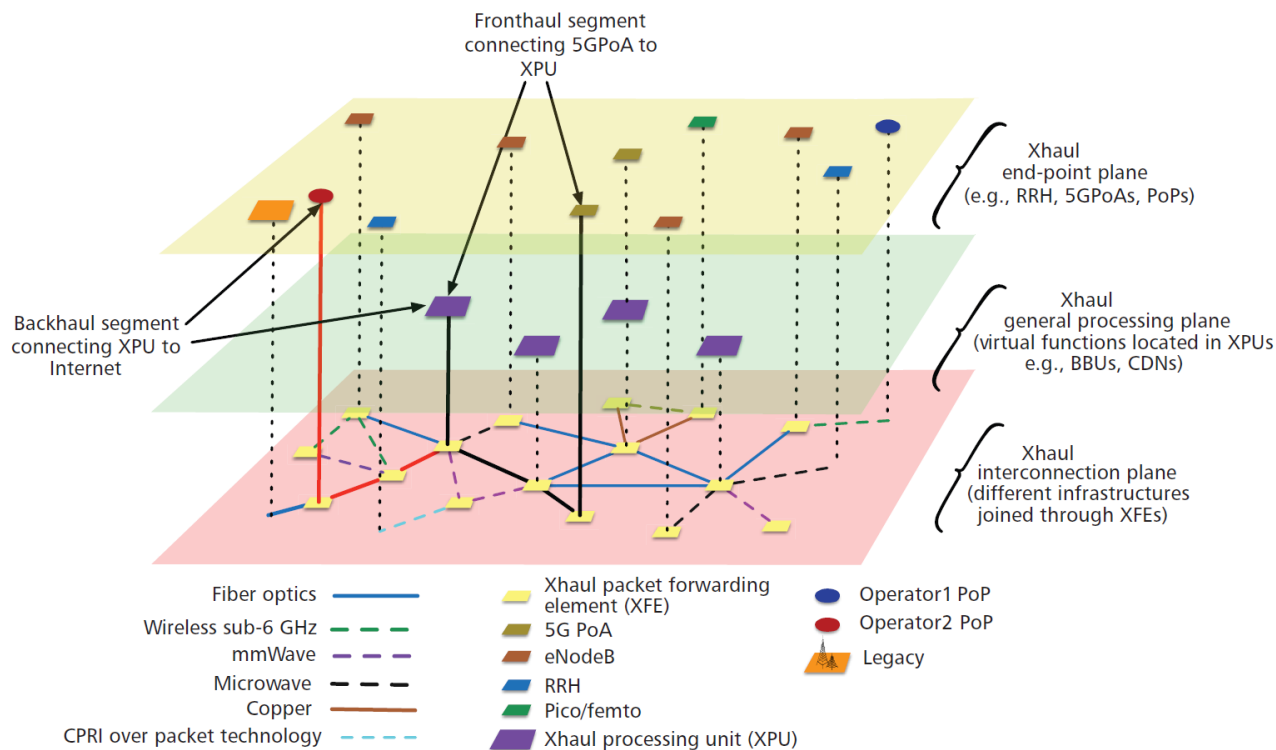 Fronthaul segment
connecting 5GPoA to
XPU
Xhaul
end-point plane
(e.g., RRH, 5GPoAs, PoPs)
Backhaul segment
connecting XPU to
Internet
Xhaul
general processing plane
(virtual functions located in XPUs
e.g., BBUs, CDNs)
Xhaul
interconnection plane
(different infrastructures
joined through XFEs)
Fiber optics
Wireless sub-6 GHz
mmWave
Microwave
Copper
CPRI over packet technology
Xhaul packet forwarding
element (XFE)
5G PoA
eNodeB
RRH
Pico/femto
Xhaul processing unit (XPU)
Operator1 PoP
Operator2 PoP
Legacy